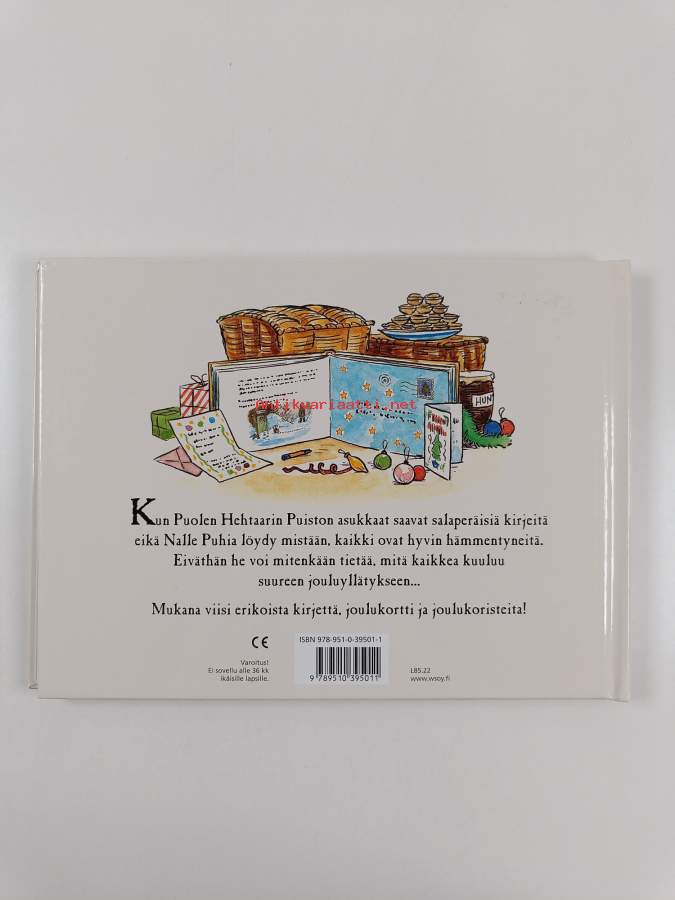 HUN
antikvariaatti.net
Kun Puolen Hehtaarin Puiston asukkaat saavat salaperäisiä kirjeitä
eikä Nalle Puhia löydy mistään, kaikki ovat hyvin hämmentyneitä.
Eiväthän he voi mitenkään tietää, mitä kaikkea kuuluu
suureen jouluyllätykseen...
Mukana viisi erikoista kirjettä, joulukortti ja joulukoristeita!
CE
Varoitus!
Ei sovellu alle 36 kk
ikäisille lapsille.
ISBN 978-951-0-39501-1
9 789510 395011
L85.22
www.wsoy.fi